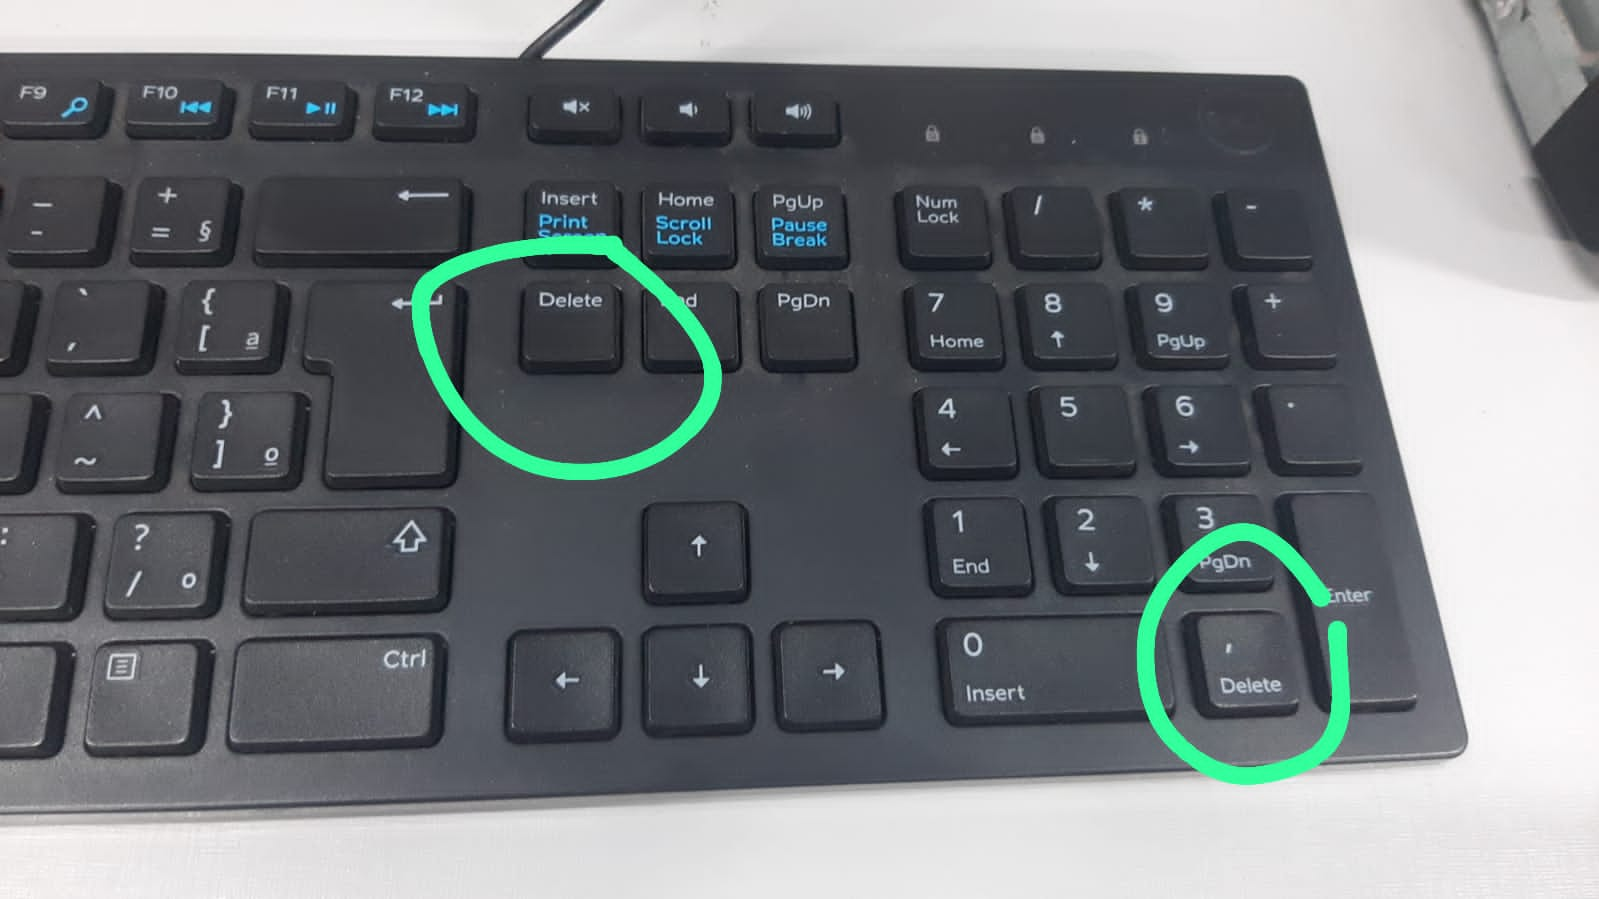 F9 F10 F11 F12
Insert Home PgUp Num Lock / * -
Print Screen Scroll Lock Pause Break
- + 
- = §
Delete PgDn 7 8 9 +
Home ↑ PgUp
` {
[ ª
^ }
~ ] º
4 5 6 .
← →
1 2 3
End ↓ PgDn Enter
: ?
/ °
↑
Ctrl
← ↓ →
0 ,
Insert Delete